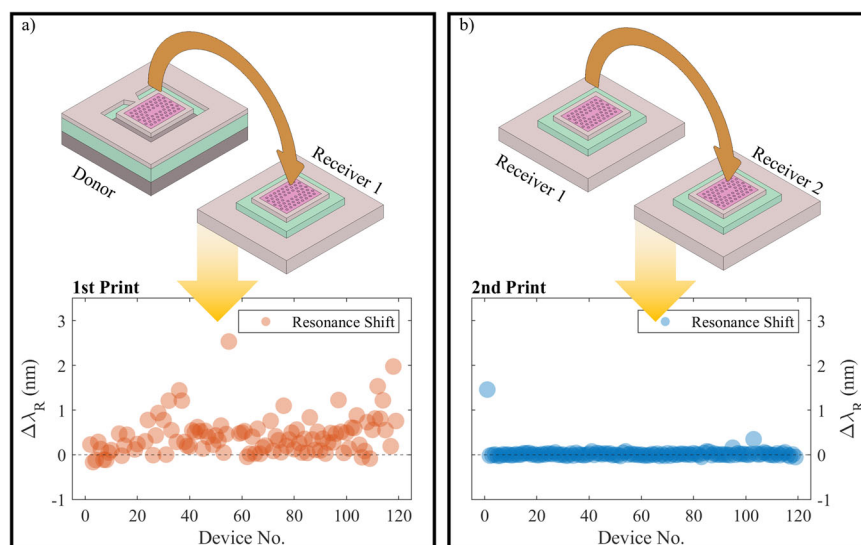 a)
Donor
Receiver 1
1st Print
Resonance Shift
3
2
1
0
-1
Δλ_R (nm)
0
20
40
60
80
100
120
Device No.
b)
Receiver 1
Receiver 2
2nd Print
Resonance Shift
3
2
1
0
-1
Δλ_R (nm)
0
20
40
60
80
100
120
Device No.